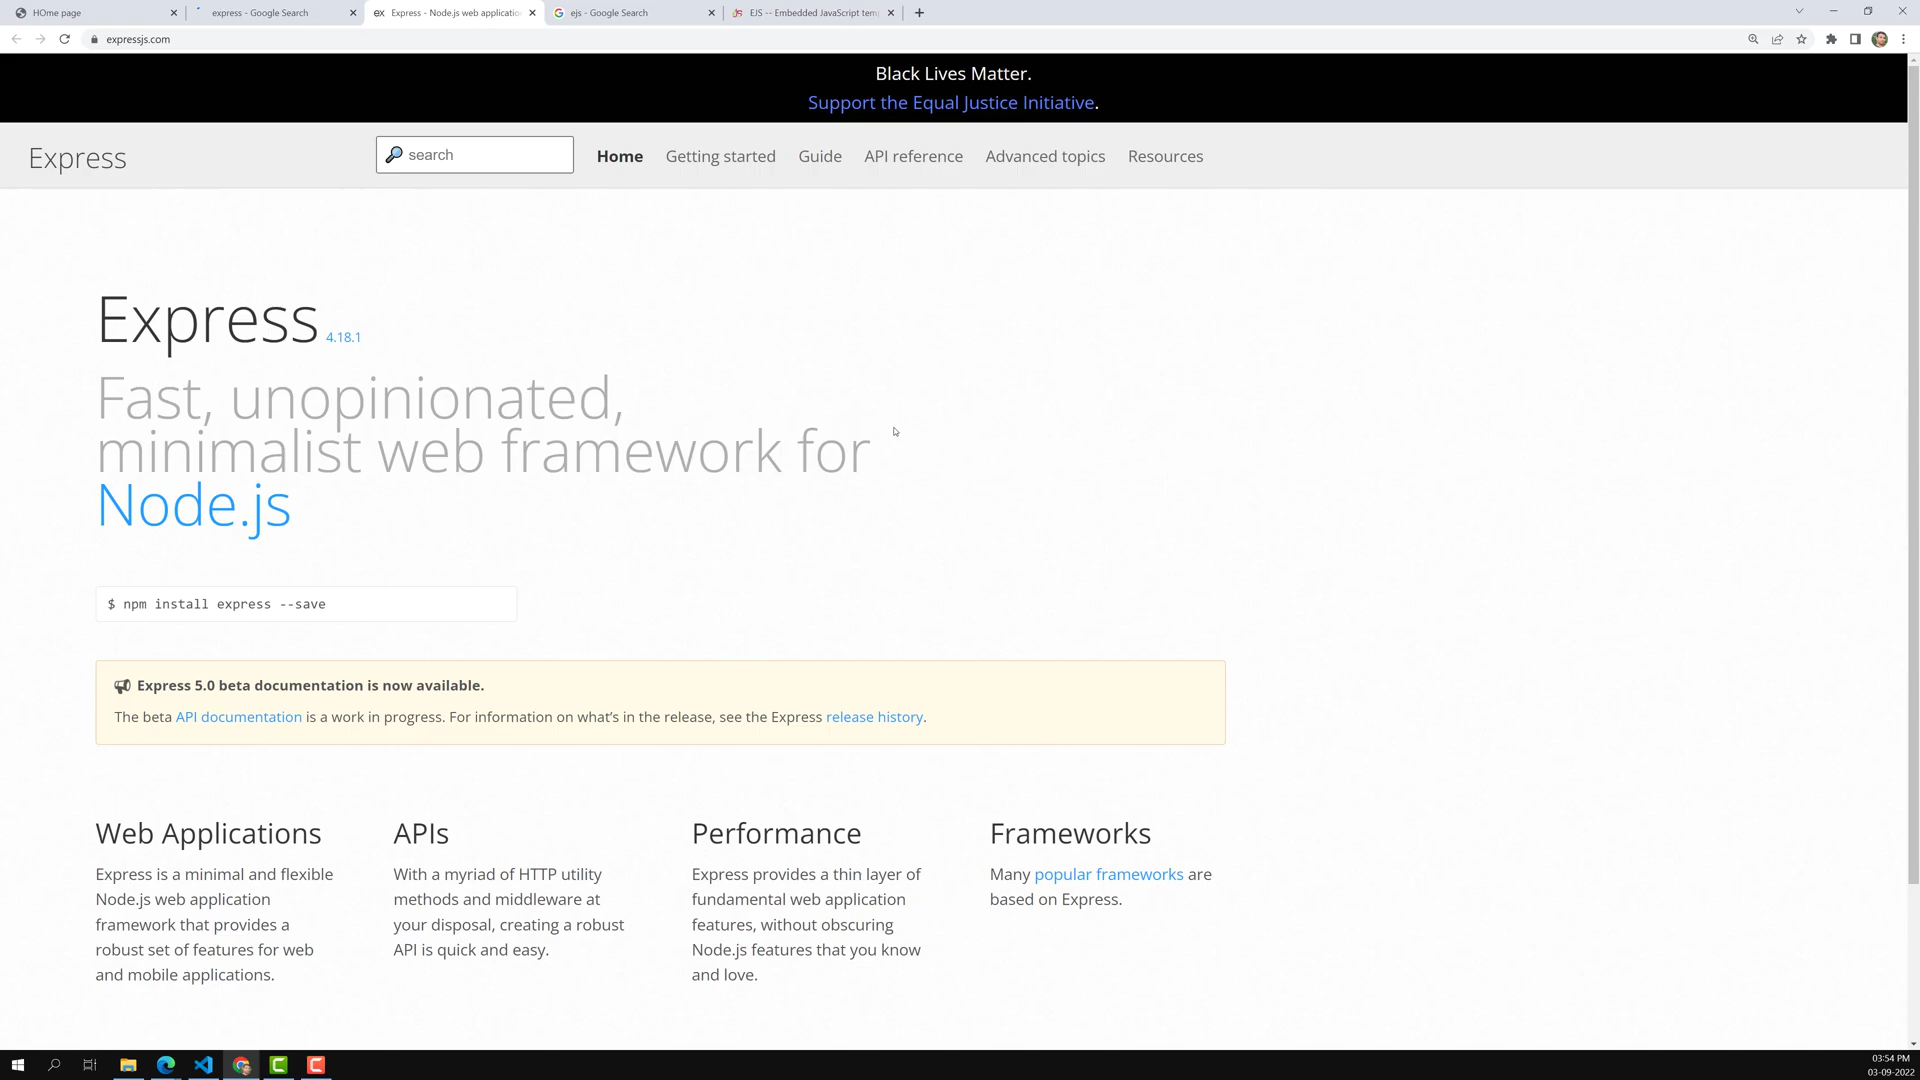 HOme page
express - Google Search
Express - Node.js web applicatio
ejs - Google Search
EJS -- Embedded JavaScript tem
expressjs.com
Black Lives Matter.
Support the Equal Justice Initiative.
Express
search
Home
Getting started
Guide
API reference
Advanced topics
Resources
Express 4.18.1
Fast, unopinionated,
minimalist web framework for
Node.js
$ npm install express --save
Express 5.0 beta documentation is now available.
The beta API documentation is a work in progress. For information on what’s in the release, see the Express release history.
Web Applications
Express is a minimal and flexible
Node.js web application
framework that provides a
robust set of features for web
and mobile applications.
APIs
With a myriad of HTTP utility
methods and middleware at
your disposal, creating a robust
API is quick and easy.
Performance
Express provides a thin layer of
fundamental web application
features, without obscuring
Node.js features that you know
and love.
Frameworks
Many popular frameworks are
based on Express.
03:54 PM
03-09-2022